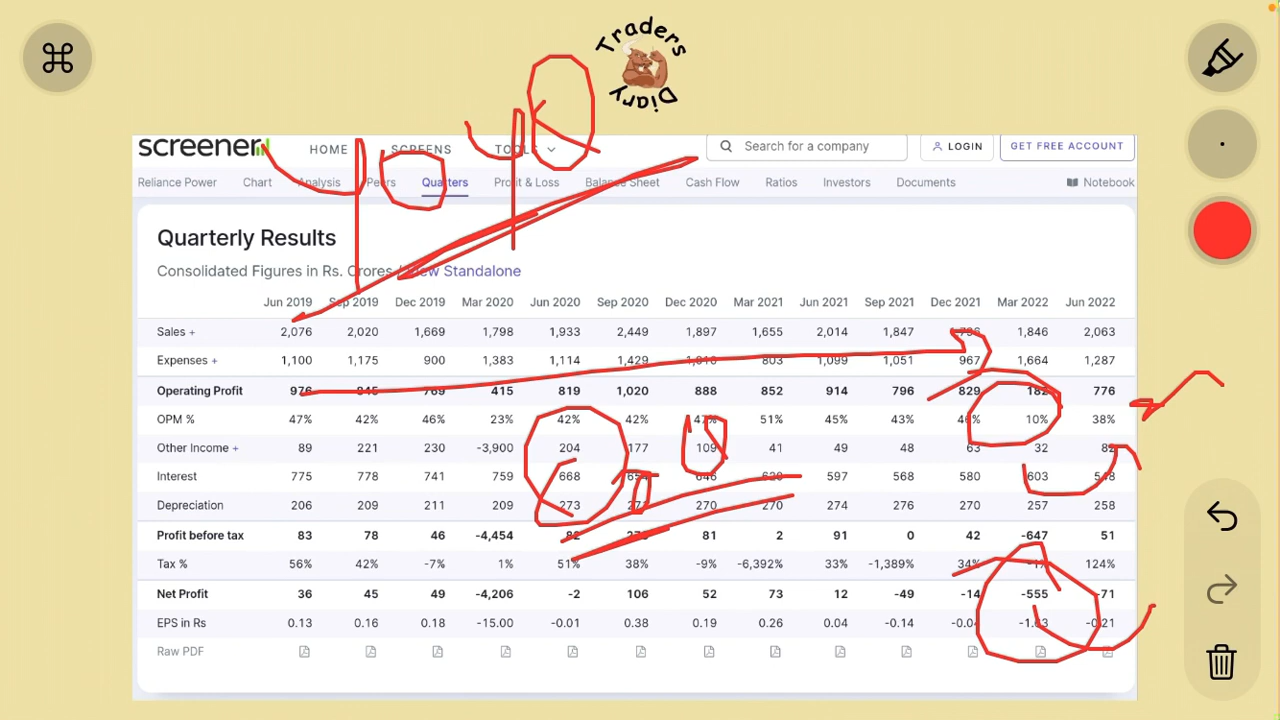 Traders
Diary
screener
HOME SCREENS TOOLS Search for a company LOGIN GET FREE ACCOUNT
Reliance Power Chart Analysis Peers Quarters Profit & Loss Balance Sheet Cash Flow Ratios Investors Documents Notebook
Quarterly Results
Consolidated Figures in Rs. Crores / View Standalone
Jun 2019 Sep 2019 Dec 2019 Mar 2020 Jun 2020 Sep 2020 Dec 2020 Mar 2021 Jun 2021 Sep 2021 Dec 2021 Mar 2022 Jun 2022
Sales + 2,076 2,020 1,669 1,798 1,933 2,449 1,897 1,655 2,014 1,847 1,846 2,063
Expenses + 1,100 1,175 900 1,383 1,114 1,429 803 1,099 1,051 967 1,664 1,287
Operating Profit 976 845 769 415 819 1,020 888 852 914 796 829 182 776
OPM % 47% 42% 46% 23% 42% 42% 47% 51% 45% 43% 46% 10% 38%
Other Income + 89 221 230 -3,900 204 177 109 41 49 48 63 32 82
Interest 775 778 741 759 668 646 597 568 580 603 548
Depreciation 206 209 211 209 273 270 270 274 276 270 257 258
Profit before tax 83 78 46 -4,454 82 81 2 91 0 42 -647 51
Tax % 56% 42% -7% 1% 51% 38% -9% -6,392% 33% -1,389% 34% 124%
Net Profit 36 45 49 -4,206 -2 106 52 73 12 -49 -14 -555 -71
EPS in Rs 0.13 0.16 0.18 -15.00 -0.01 0.38 0.19 0.26 0.04 -0.14 -0.21
Raw PDF